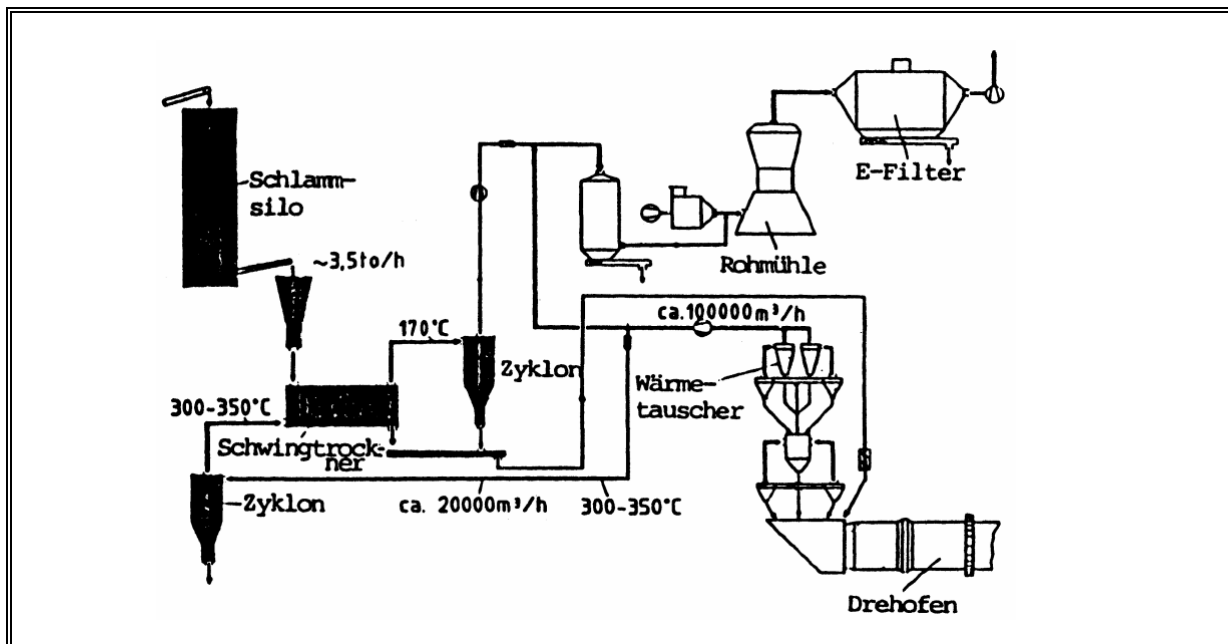 E-Filter
Schlamm-
silo
Rohmühle
~3,5to/h
ca.100000m³/h
170°C
Zyklon
Wärme-
tauscher
300-350°C
Schwingtrock-
ner
Zyklon
ca. 20000m³/h
300-350°C
Drehofen